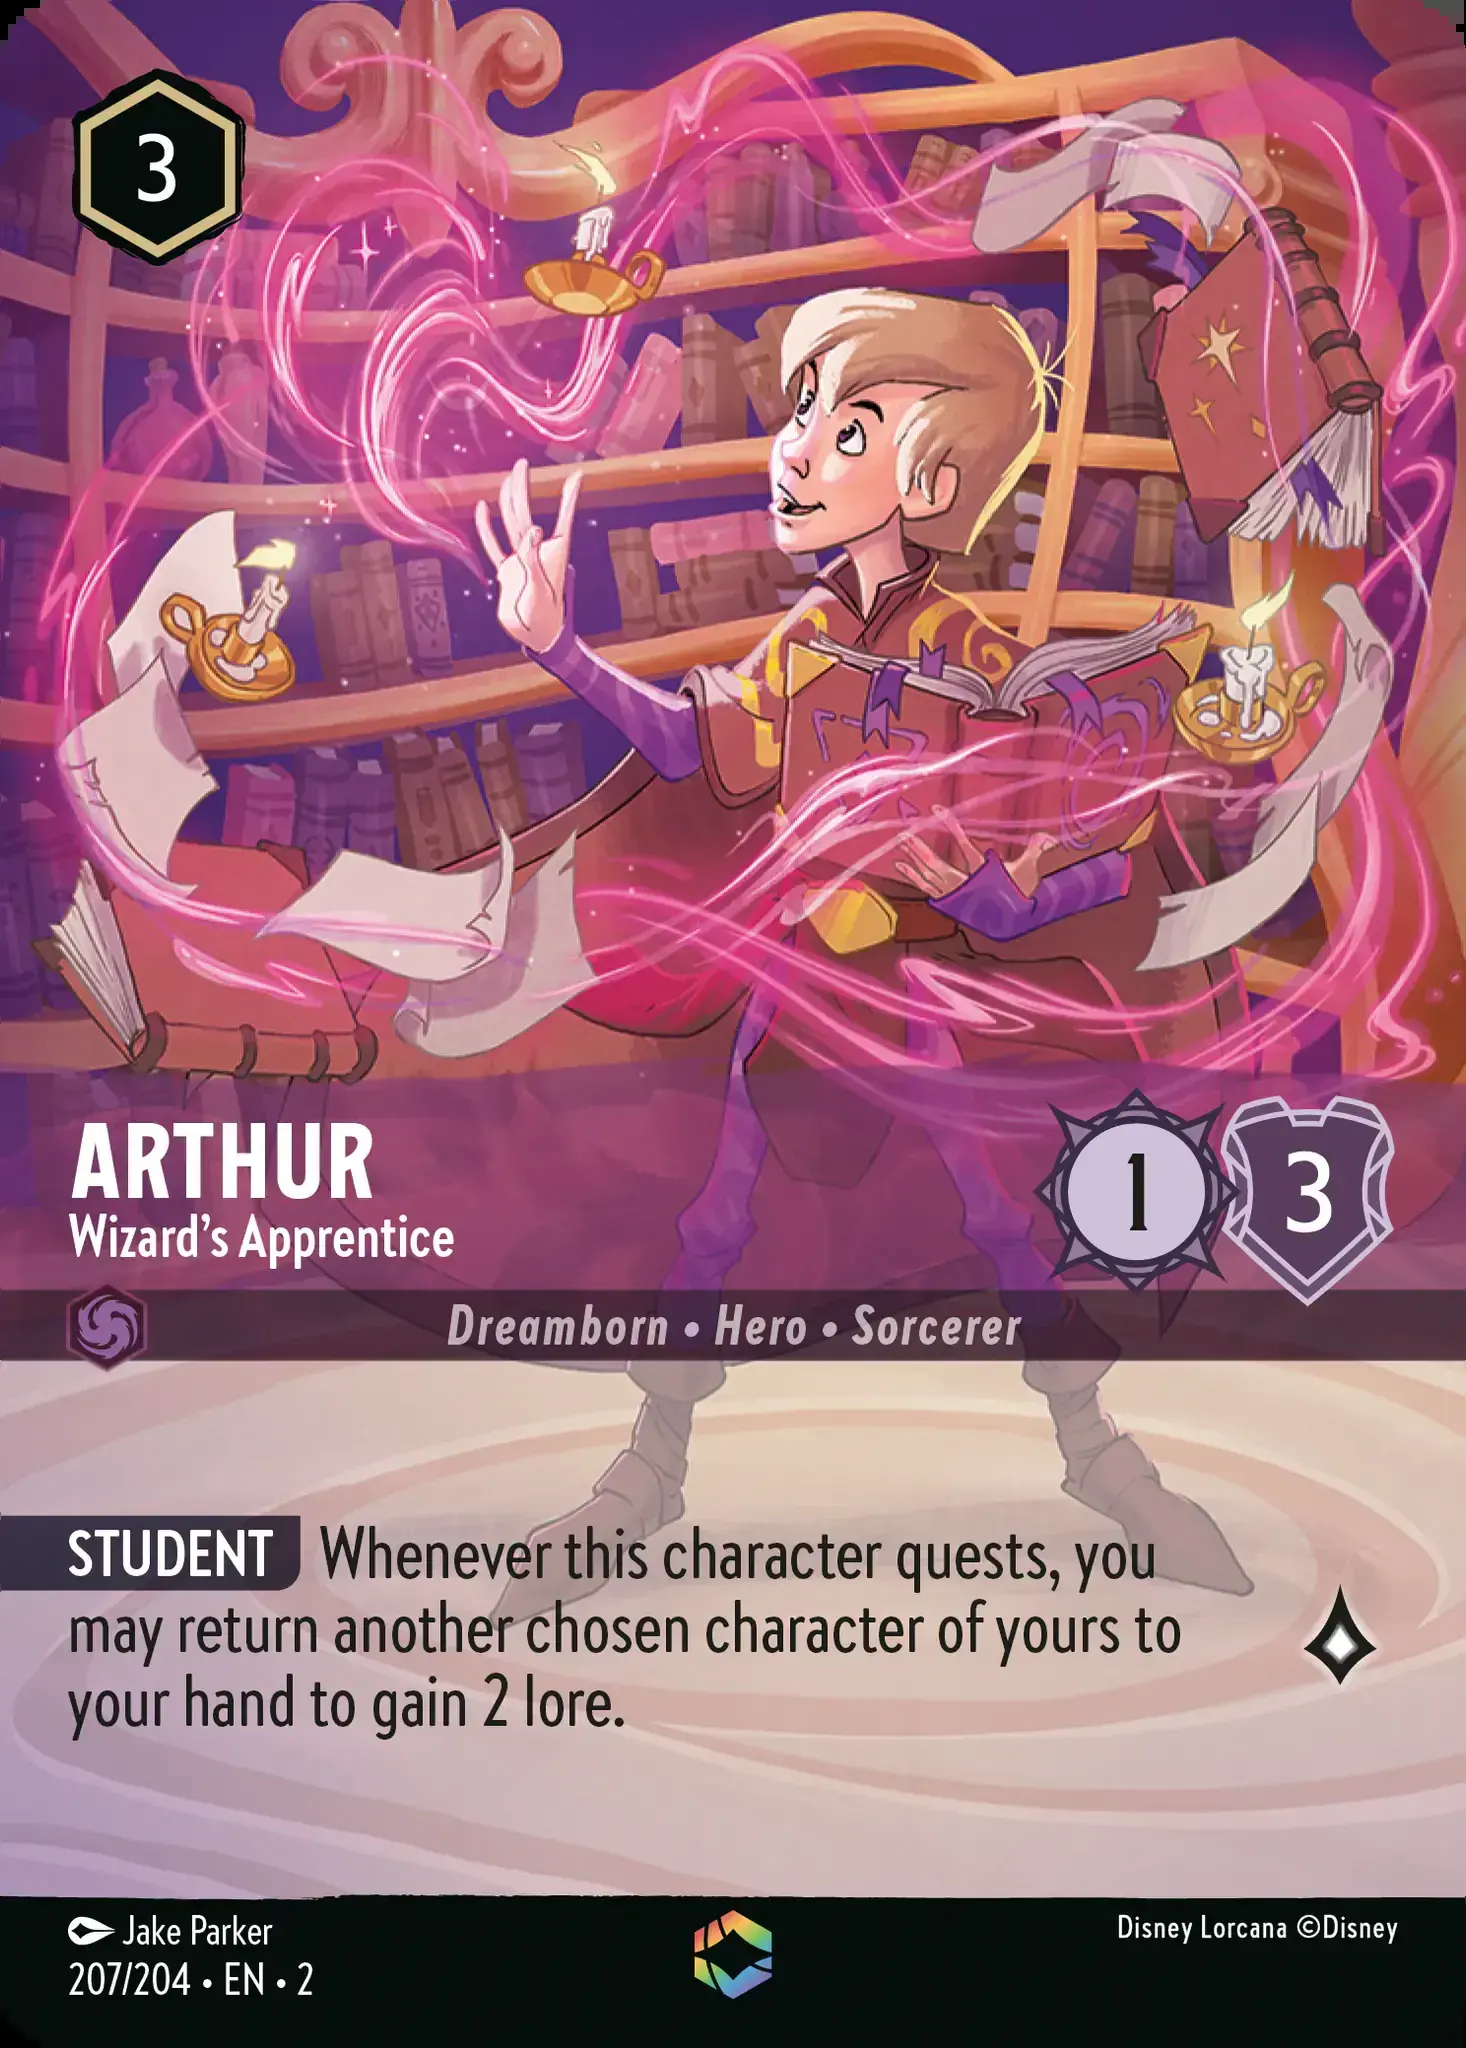 3
ARTHUR
Wizard's Apprentice
1
3
Dreamborn • Hero • Sorcerer
STUDENT Whenever this character quests, you
may return another chosen character of yours to
your hand to gain 2 lore.
Jake Parker
207/204 • EN • 2
Disney Lorcana ©Disney